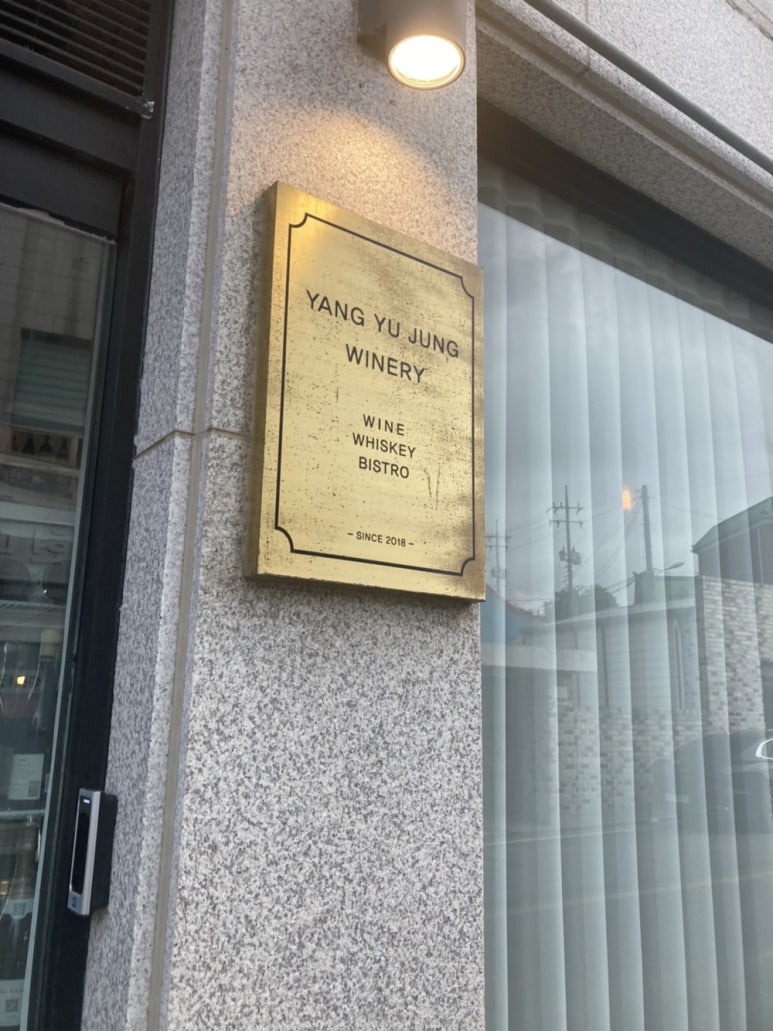 YANG YU JUNG
WINERY
WINE
WHISKEY
BISTRO
– SINCE 2018 –